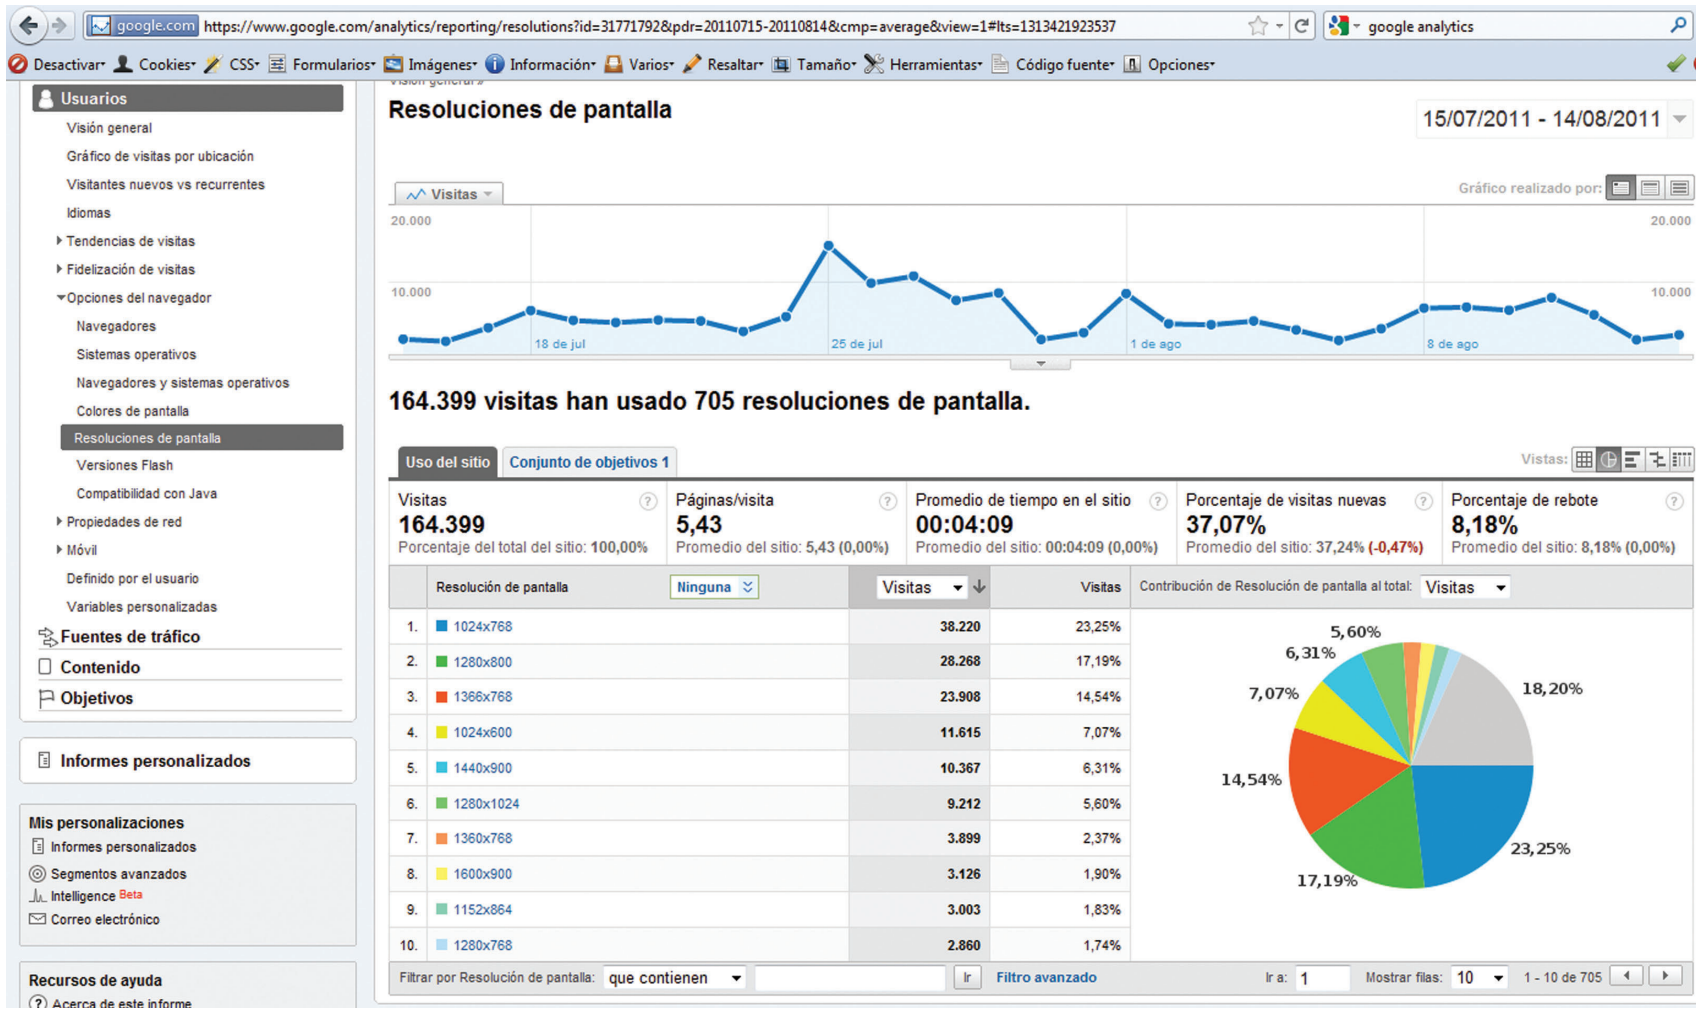 google.com https://www.google.com/analytics/reporting/resolutions?id=31771792&pdr=20110715-20110814&cmp=average&view=1#lts=1313421923537
google analytics
Desactivar Cookies CSS Formularios Imágenes Información Varios Resaltar Tamaño Herramientas Código fuente Opciones
Usuarios
Visión general
Gráfico de visitas por ubicación
Visitantes nuevos vs recurrentes
Idiomas
Tendencias de visitas
Fidelización de visitas
Opciones del navegador
Navegadores
Sistemas operativos
Navegadores y sistemas operativos
Colores de pantalla
Resoluciones de pantalla
Versiones Flash
Compatibilidad con Java
Propiedades de red
Móvil
Definido por el usuario
Variables personalizadas
Fuentes de tráfico
Contenido
Objetivos
Informes personalizados
Mis personalizaciones
Informes personalizados
Segmentos avanzados
Intelligence Beta
Correo electrónico
Recursos de ayuda
Acerca de este informe
Visión general »
Resoluciones de pantalla
15/07/2011 - 14/08/2011
Visitas
Gráfico realizado por:
20.000 20.000
10.000 10.000
18 de jul 25 de jul 1 de ago 8 de ago
164.399 visitas han usado 705 resoluciones de pantalla.
Uso del sitio Conjunto de objetivos 1
Vistas:
Visitas ? Páginas/visita ? Promedio de tiempo en el sitio ? Porcentaje de visitas nuevas ? Porcentaje de rebote ?
164.399 5,43 00:04:09 37,07% 8,18%
Porcentaje del total del sitio: 100,00% Promedio del sitio: 5,43 (0,00%) Promedio del sitio: 00:04:09 (0,00%) Promedio del sitio: 37,24% (-0,47%) Promedio del sitio: 8,18% (0,00%)
Resolución de pantalla Ninguna Visitas Visitas Contribución de Resolución de pantalla al total: Visitas
1. 1024x768 38.220 23,25%
2. 1280x800 28.268 17,19%
3. 1366x768 23.908 14,54%
4. 1024x600 11.615 7,07%
5. 1440x900 10.367 6,31%
6. 1280x1024 9.212 5,60%
7. 1360x768 3.899 2,37%
8. 1600x900 3.126 1,90%
9. 1152x864 3.003 1,83%
10. 1280x768 2.860 1,74%
5,60%
6,31%
7,07%
18,20%
14,54%
23,25%
17,19%
Filtrar por Resolución de pantalla: que contienen Ir Filtro avanzado Ir a: 1 Mostrar filas: 10 1 - 10 de 705